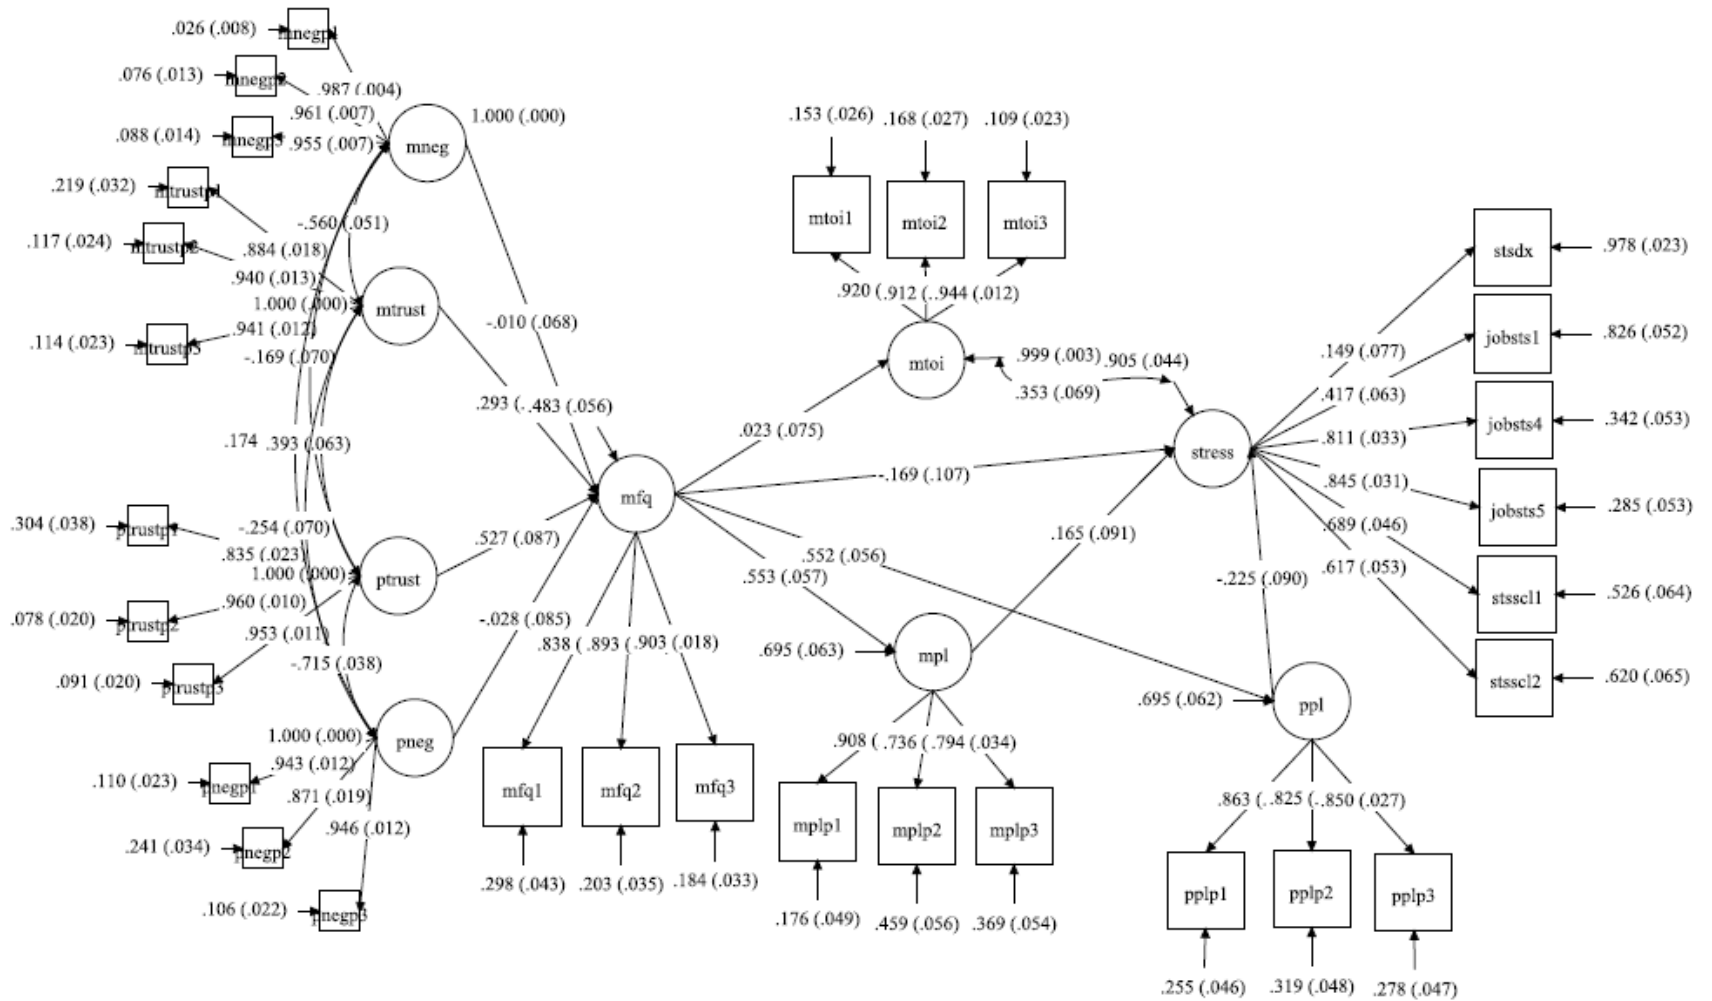 .026 (.008)
mnegp1
.076 (.013)
mnegp2
.987 (.004)
.088 (.014)
mnegp3
.961 (.007)
.955 (.007)
mneg
1.000 (.000)
.219 (.032)
mtrustp1
-.560 (.051)
.117 (.024)
mtrustp2
.884 (.018)
.940 (.013)
1.000 (.000)
mtrust
.114 (.023)
mtrustp3
.941 (.012)
-.169 (.070)
-.010 (.068)
.293 (. .483 (.056)
.174 .393 (.063)
mfq
.304 (.038)
ptrustp1
-.254 (.070)
.835 (.023)
1.000 (.000)
ptrust
.527 (.087)
.078 (.020)
ptrustp2
.960 (.010)
.953 (.011)
.091 (.020)
ptrustp3
-.715 (.038)
-.028 (.085)
1.000 (.000)
pneg
.110 (.023)
pnegp1
.943 (.012)
.871 (.019)
.241 (.034)
pnegp2
.946 (.012)
.106 (.022)
pnegp3
.838 (.893 (.903 (.018)
mfq1
mfq2
mfq3
.298 (.043)
.203 (.035)
.184 (.033)
.153 (.026)
.168 (.027)
.109 (.023)
mtoi1
mtoi2
mtoi3
.920 (.912 (.944 (.012)
mtoi
.999 (.003)
.905 (.044)
.353 (.069)
.023 (.075)
-.169 (.107)
.552 (.056)
.553 (.057)
.165 (.091)
-.225 (.090)
.695 (.063)
mpl
.908 (.736 (.794 (.034)
mplp1
mplp2
mplp3
.176 (.049)
.459 (.056)
.369 (.054)
stress
.149 (.077)
.417 (.063)
.811 (.033)
.845 (.031)
.689 (.046)
.617 (.053)
stsdx
.978 (.023)
jobsts1
.826 (.052)
jobsts4
.342 (.053)
jobsts5
.285 (.053)
stsscl1
.526 (.064)
stsscl2
.620 (.065)
.695 (.062)
ppl
.863 (.825 (.850 (.027)
pplp1
pplp2
pplp3
.255 (.046)
.319 (.048)
.278 (.047)